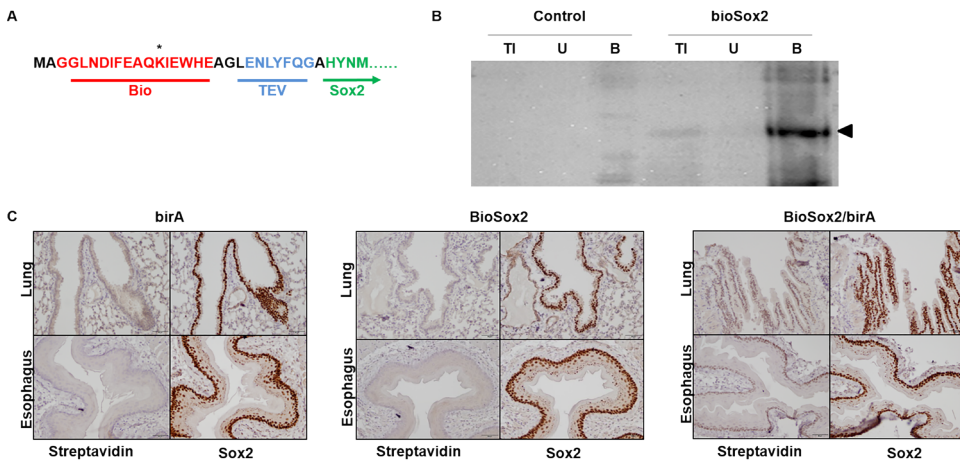 A
*
MAGGLNDIFEAQKIEWHEAGLENLYFQGAHYNM......
Bio TEV Sox2
B
Control bioSox2
TI U B TI U B
C
birA BioSox2 BioSox2/birA
Lung Lung Lung
Esophagus Esophagus Esophagus
Streptavidin Sox2 Streptavidin Sox2 Streptavidin Sox2